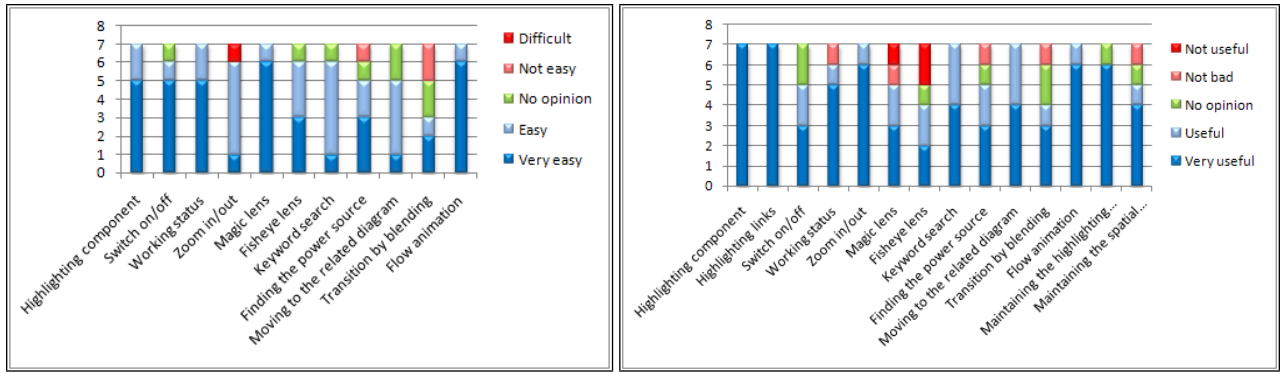 8
7
6
5
4
3
2
1
0
Difficult
Not easy
No opinion
Easy
Very easy
Highlighting component
Switch on/off
Working status
Zoom in/out
Magic lens
Fisheye lens
Keyword search
Finding the power source
Moving to the related diagram
Transition by blending
Flow animation
8
7
6
5
4
3
2
1
0
Not useful
Not bad
No opinion
Useful
Very useful
Highlighting component
Highlighting links
Switch on/off
Working status
Zoom in/out
Magic lens
Fisheye lens
Keyword search
Finding the power source
Moving to the related diagram
Transition by blending
Flow animation
Maintaining the highlighting…
Maintaining the spatial…